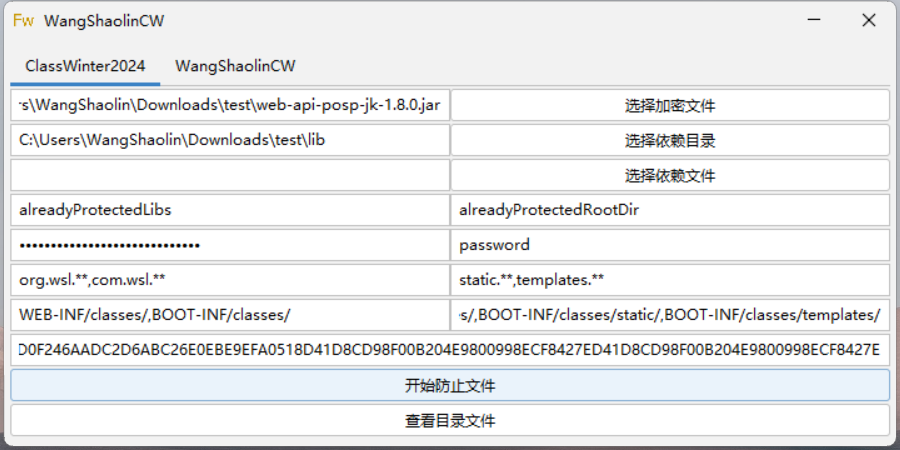 Fw WangShaolinCW
ClassWinter2024 WangShaolinCW
s\WangShaolin\Downloads\test\web-api-posp-jk-1.8.0.jar 选择加密文件
C:\Users\WangShaolin\Downloads\test\lib 选择依赖目录
选择依赖文件
alreadyProtectedLibs alreadyProtectedRootDir
••••••••••••••••••••••••••••• password
org.wsl.**,com.wsl.** static.**,templates.**
WEB-INF/classes/,BOOT-INF/classes/ s/,BOOT-INF/classes/static/,BOOT-INF/classes/templates/
D0F246AADC2D6ABC26E0EBE9EFA0518D41D8CD98F00B204E9800998ECF8427ED41D8CD98F00B204E9800998ECF8427E
开始防止文件
查看目录文件